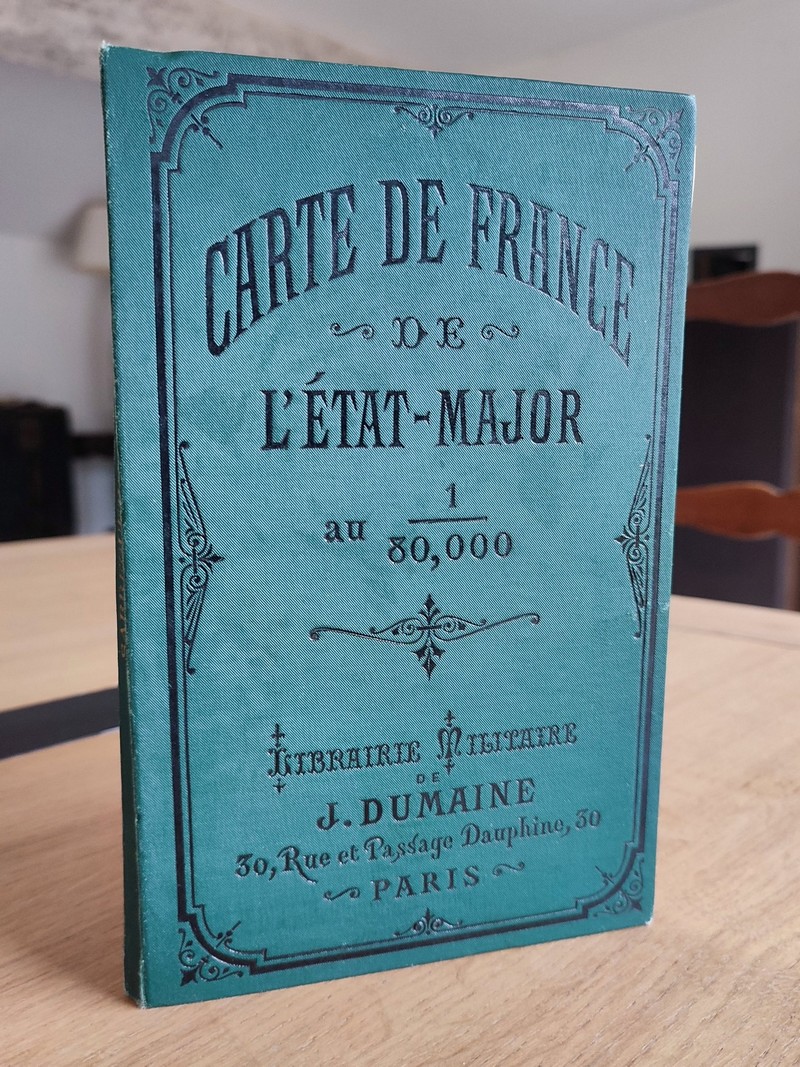 CARTE DE FRANCE
DE
L'ÉTAT-MAJOR
au 1/80,000
LIBRAIRIE MILITAIRE
DE
J. DUMAINE
30, Rue et Passage Dauphine, 30
PARIS